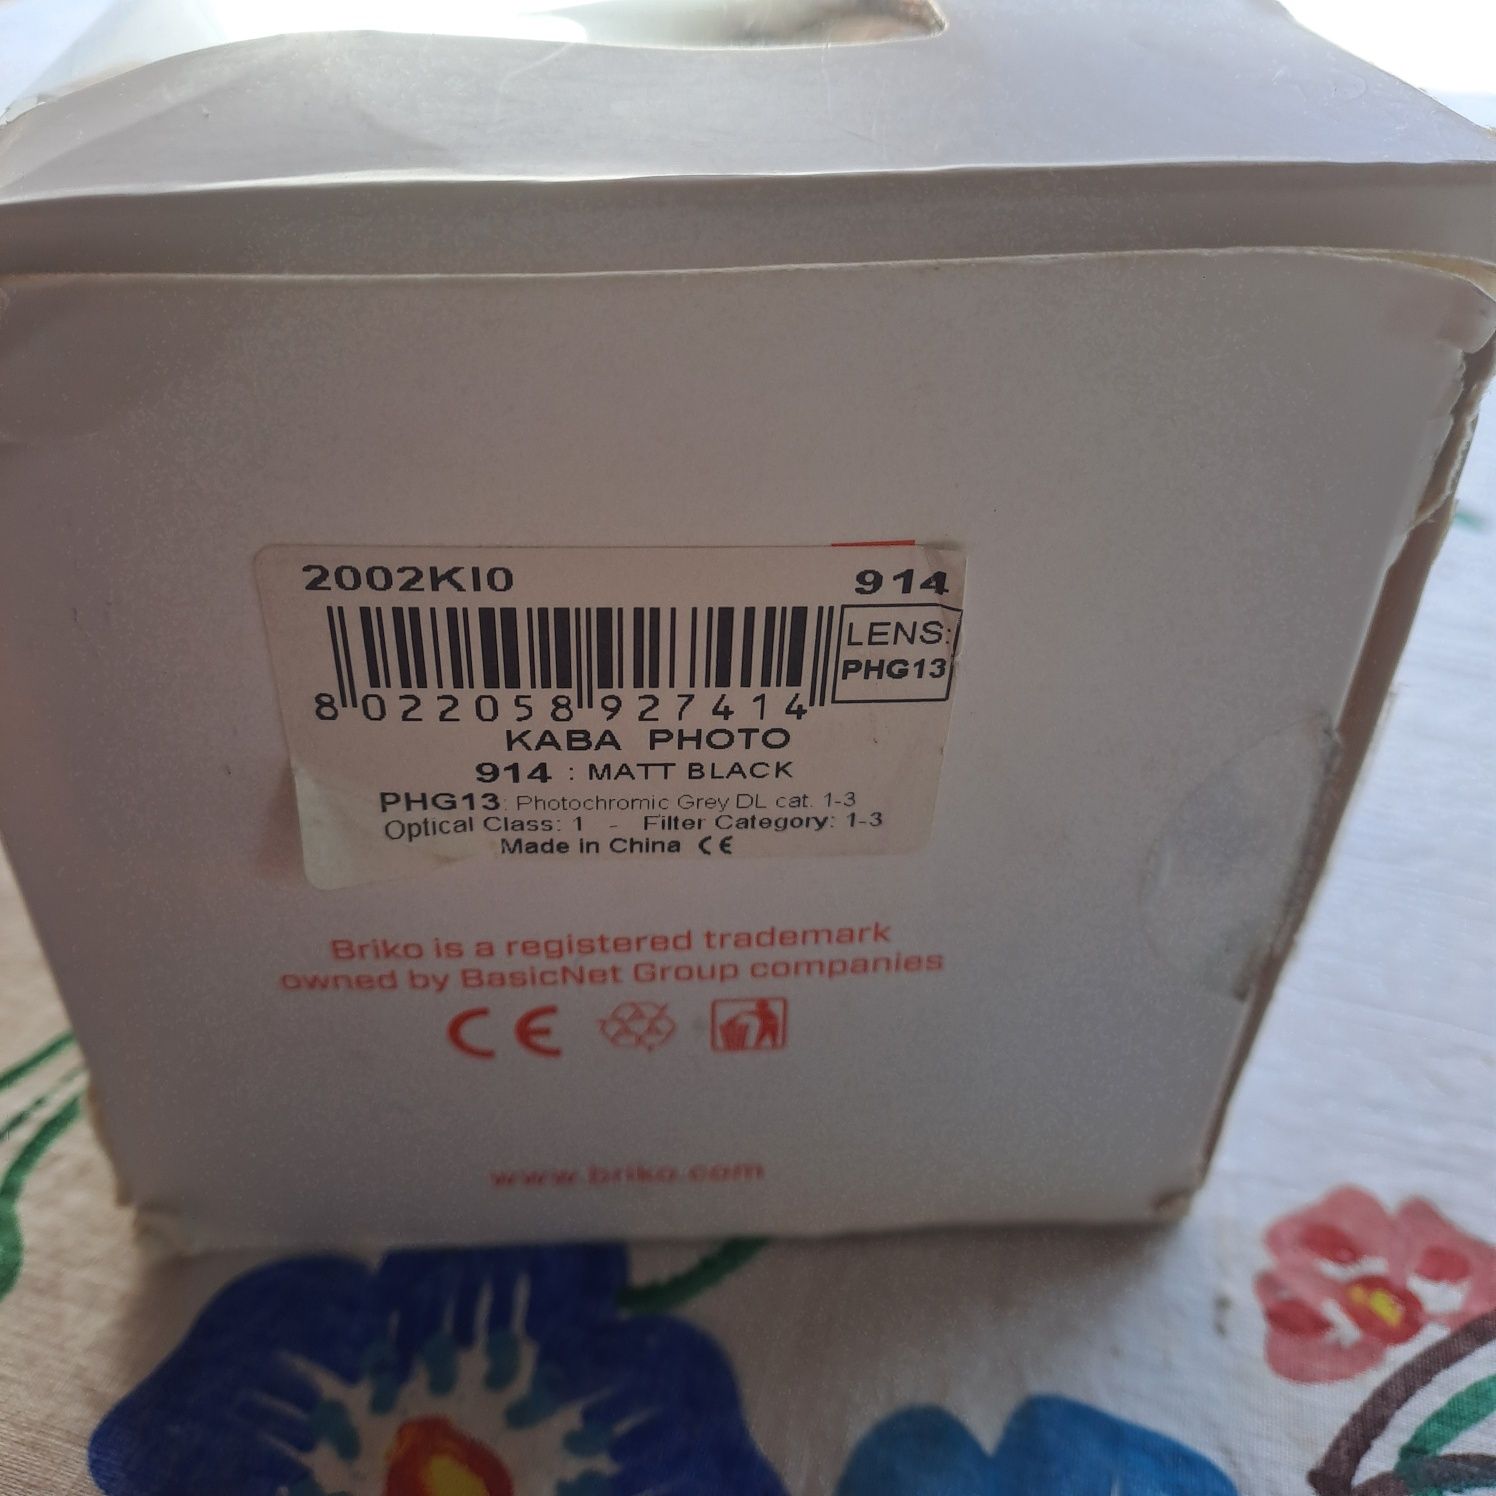 2002KI0 914
LENS:
PHG13
8 022058 927414
KABA PHOTO
914 : MATT BLACK
PHG13: Photochromic Grey DL cat. 1-3
Optical Class: 1 - Filter Category: 1-3
Made in China CE
Briko is a registered trademark
owned by BasicNet Group companies
CE
www.briko.com